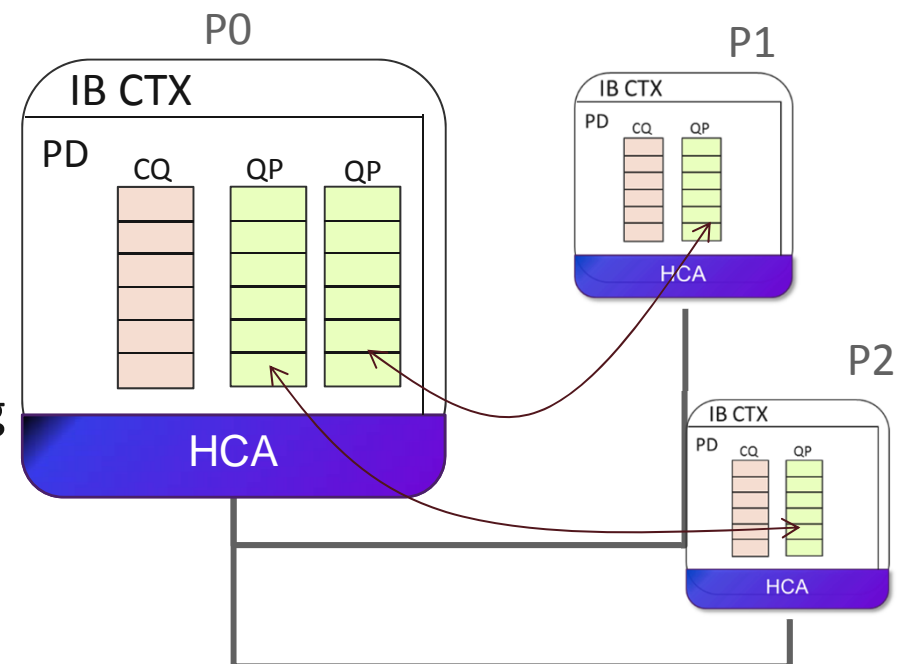 P0
IB CTX
PD
CQ
QP
QP
HCA
g
P1
IB CTX
PD
CQ
QP
HCA
P2
IB CTX
PD
CQ
QP
HCA